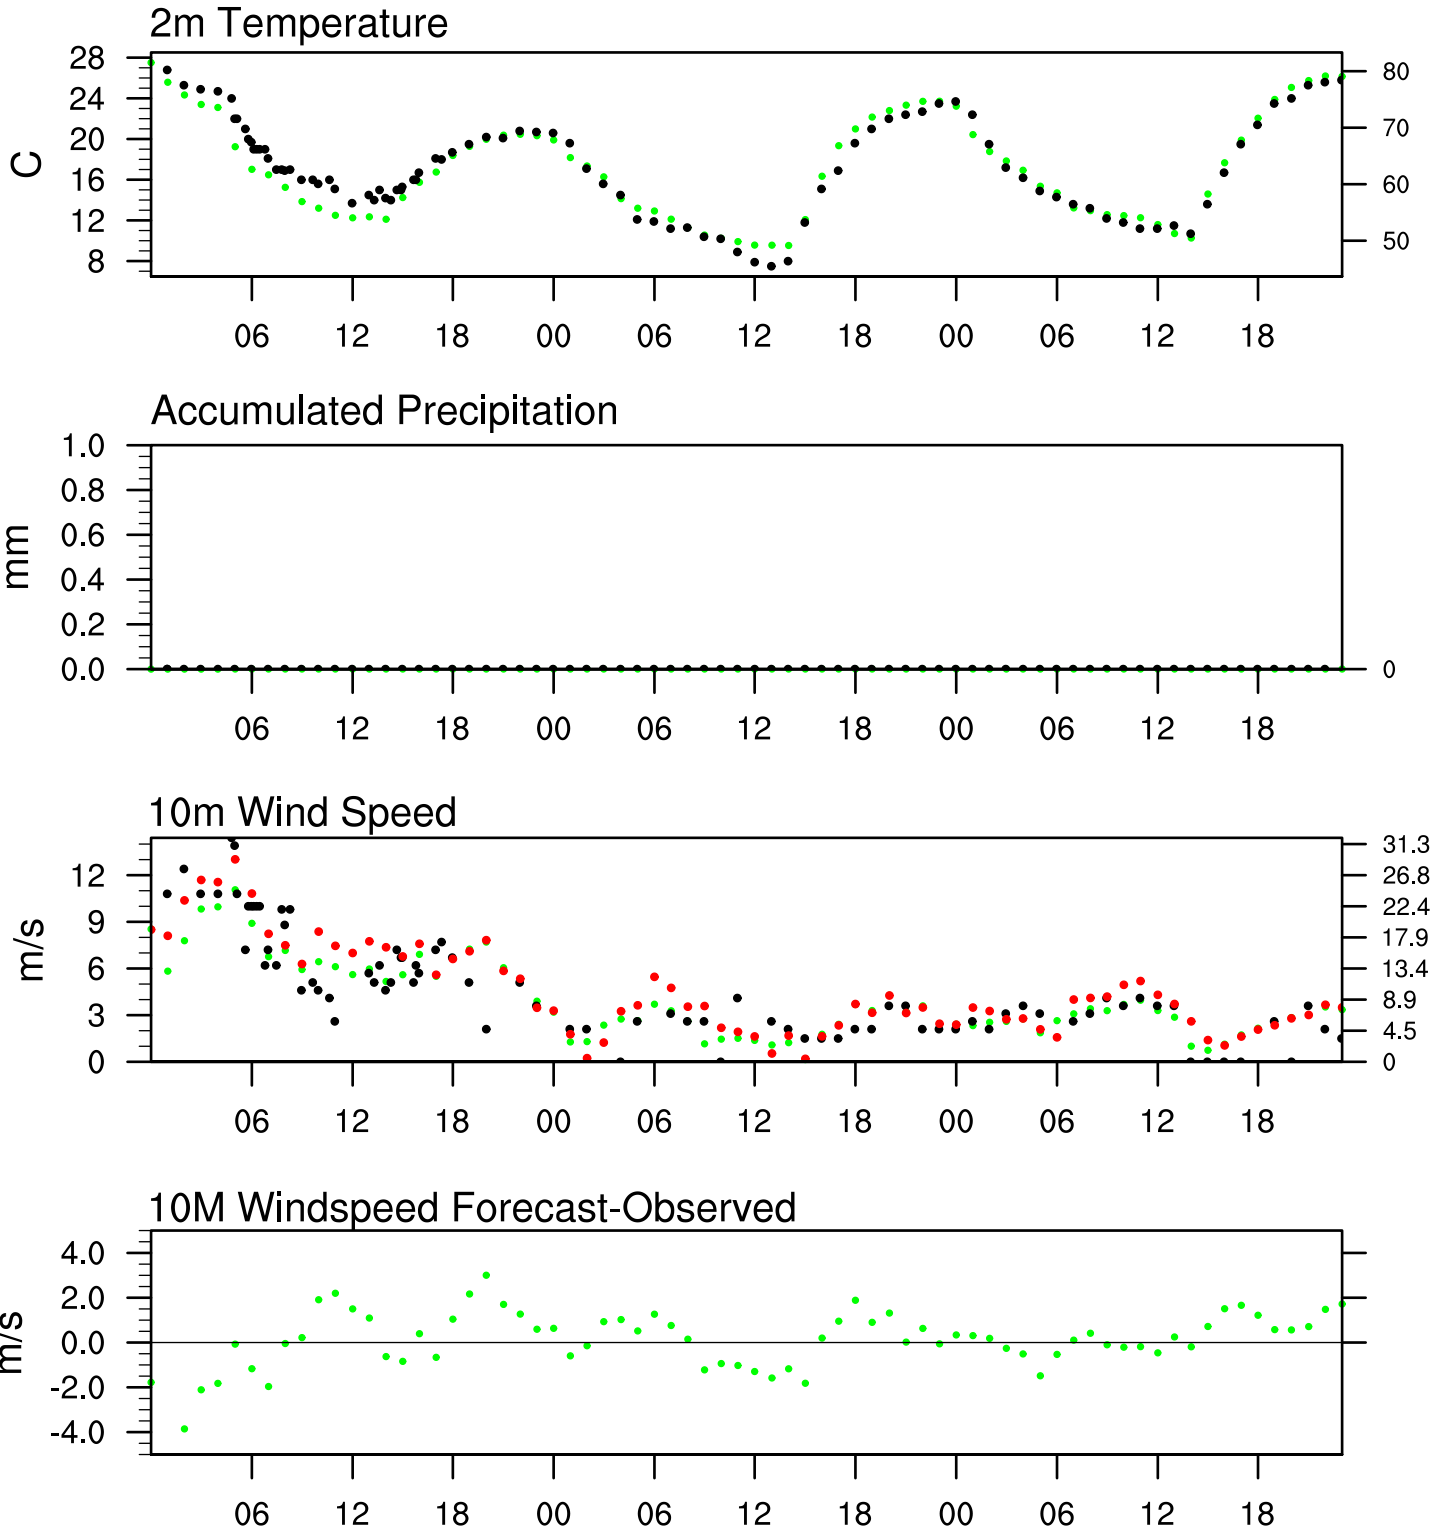 2m Temperature
28
24
20
16
12
8
C
80
70
60
50
06 12 18 00 06 12 18 00 06 12 18
Accumulated Precipitation
1.0
0.8
0.6
0.4
0.2
0.0
mm
0
06 12 18 00 06 12 18 00 06 12 18
10m Wind Speed
12
9
6
3
0
m/s
31.3
26.8
22.4
17.9
13.4
8.9
4.5
0
06 12 18 00 06 12 18 00 06 12 18
10M Windspeed Forecast-Observed
4.0
2.0
0.0
-2.0
-4.0
m/s
06 12 18 00 06 12 18 00 06 12 18